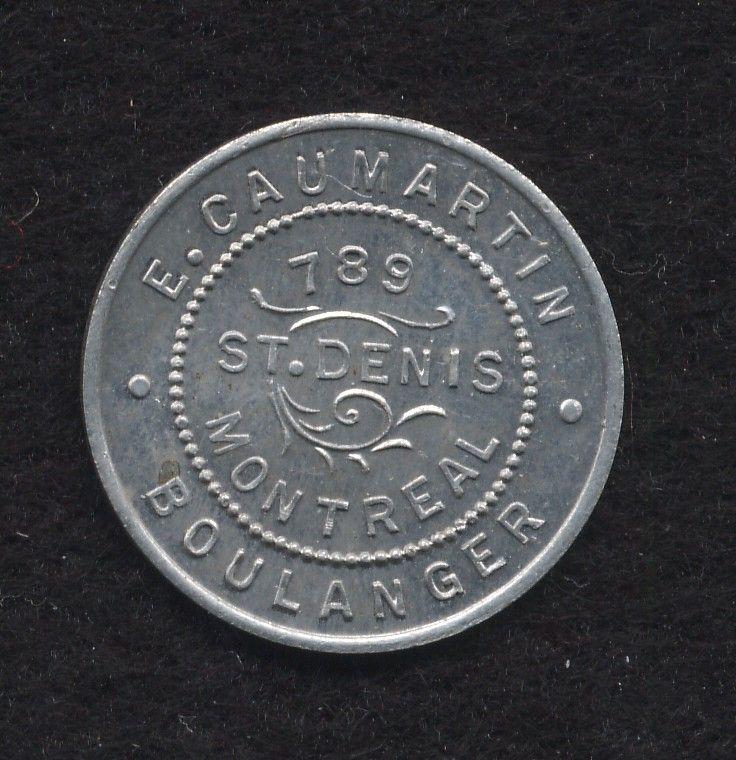 E. CAUMARTIN
789
ST. DENIS
MONTREAL
BOULANGER